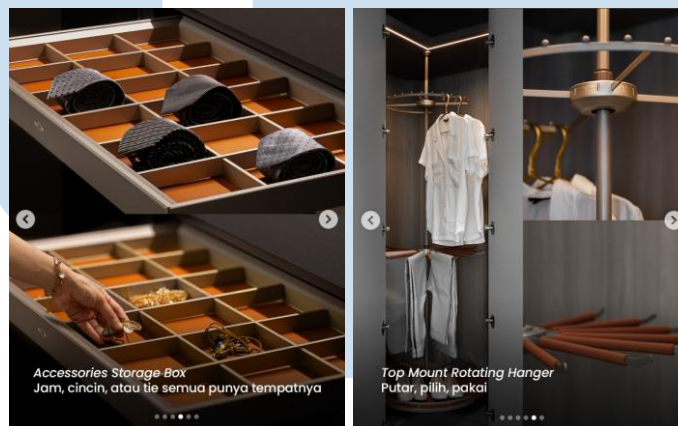 Accessories Storage Box
Jam, cincin, atau tie semua punya tempatnya
Top Mount Rotating Hanger
Putar, pilih, pakai